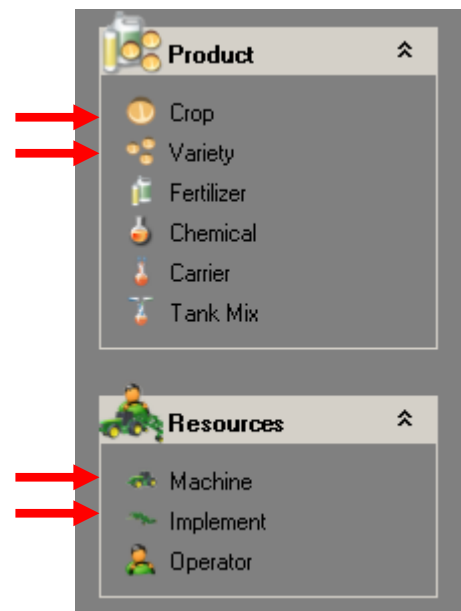 Product
Crop
Variety
Fertilizer
Chemical
Carrier
Tank Mix
Resources
Machine
Implement
Operator